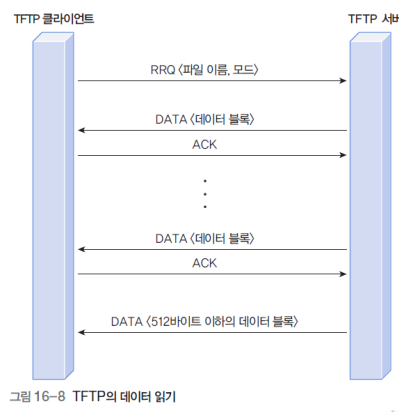 TFTP 클라이언트
TFTP 서버
RRQ 〈파일 이름, 모드〉
DATA 〈데이터 블록〉
ACK
DATA 〈데이터 블록〉
ACK
DATA 〈512바이트 이하의 데이터 블록〉
그림 16-8 TFTP의 데이터 읽기